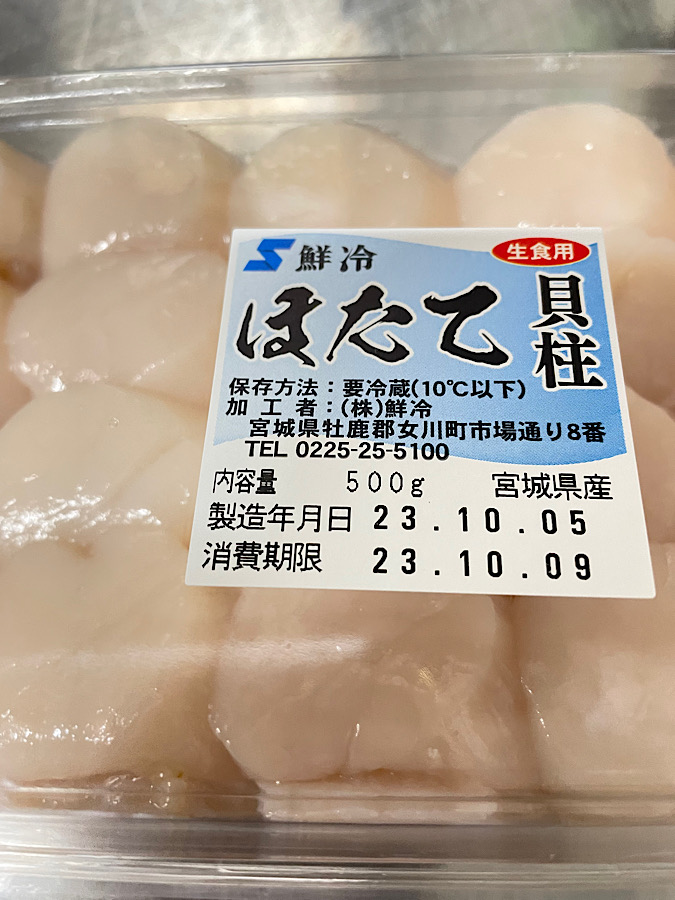 鮮冷
生食用
ほたて
貝柱
保存方法：要冷蔵(10℃以下)
加工者：(株)鮮冷
宮城県牡鹿郡女川町市場通り8番
TEL 0225-25-5100
内容量 500g 宮城県産
製造年月日 23.10.05
消費期限 23.10.09